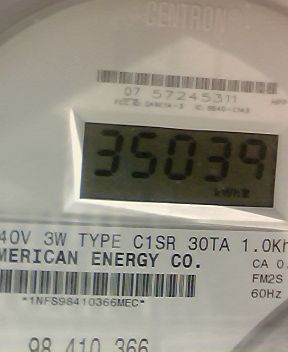 CENTRON
07 57245311
35039
kWh
40V 3W TYPE C1SR 30TA 1.0Kh
MERICAN ENERGY CO.
CA 0.
FM2S
*1NFS98410366MEC*
60Hz
98 410 366